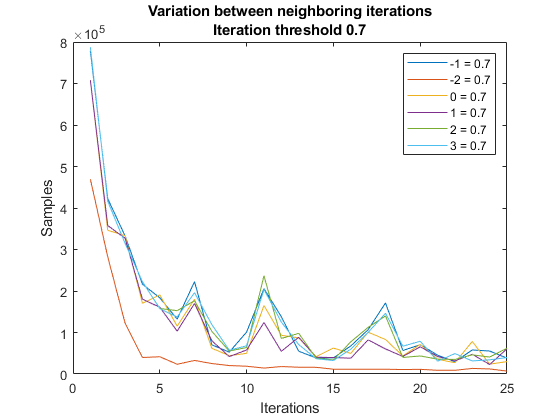 Variation between neighboring iterations
Iteration threshold 0.7
×10^5
8
7
6
5
4
3
2
1
0
Samples
-1 = 0.7
-2 = 0.7
0 = 0.7
1 = 0.7
2 = 0.7
3 = 0.7
0 5 10 15 20 25
Iterations